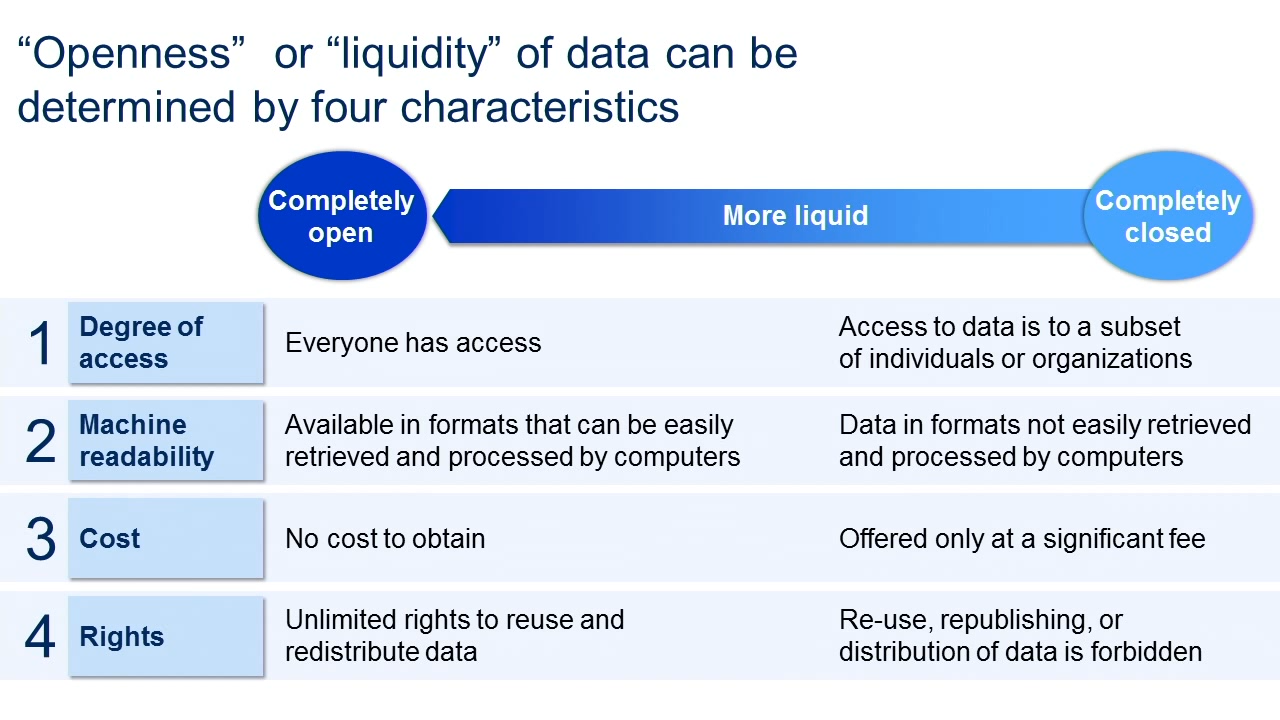 “Openness”  or “liquidity” of data can be
determined by four characteristics
Completely
open
More liquid
Completely
closed
1
Degree of
access
Everyone has access
Access to data is to a subset
of individuals or organizations
2
Machine
readability
Available in formats that can be easily
retrieved and processed by computers
Data in formats not easily retrieved
and processed by computers
3
Cost
No cost to obtain
Offered only at a significant fee
4
Rights
Unlimited rights to reuse and
redistribute data
Re-use, republishing, or
distribution of data is forbidden